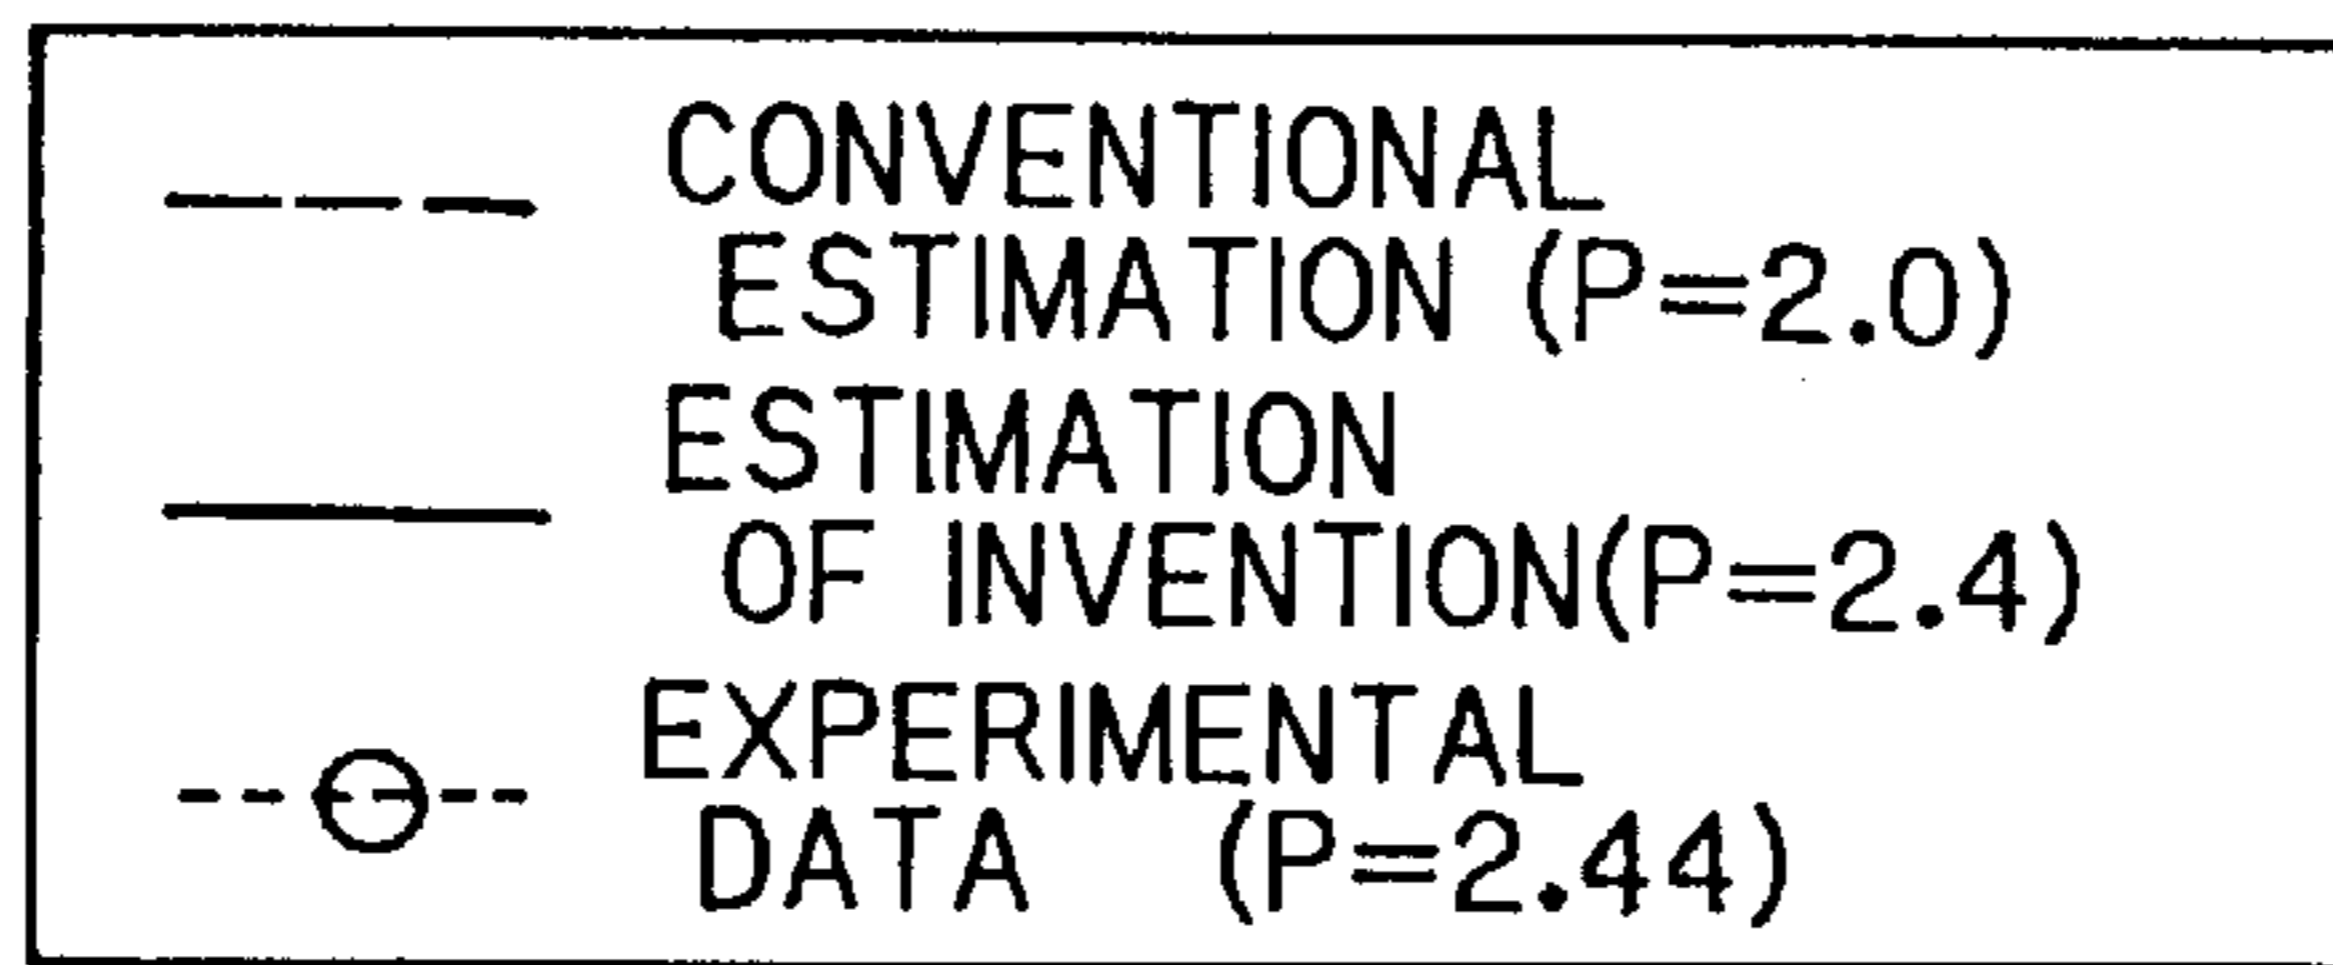 CONVENTIONAL
ESTIMATION (P=2.0)
ESTIMATION
OF INVENTION(P=2.4)
EXPERIMENTAL
DATA (P=2.44)